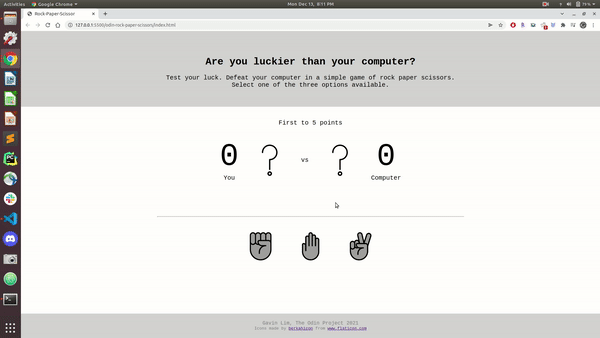 Activities Google Chrome Mon Dec 13, 8:11 PM 75 %
Rock-Paper-Scissor
127.0.0.1:5500/odin-rock-paper-scissors/index.html
Are you luckier than your computer?
Test your luck. Defeat your computer in a simple game of rock paper scissors.
Select one of the three options available.
First to 5 points
0 ? vs ? 0
You Computer
Gavin Lim, The Odin Project 2021
Icons made by berkahicon from www.flaticon.com